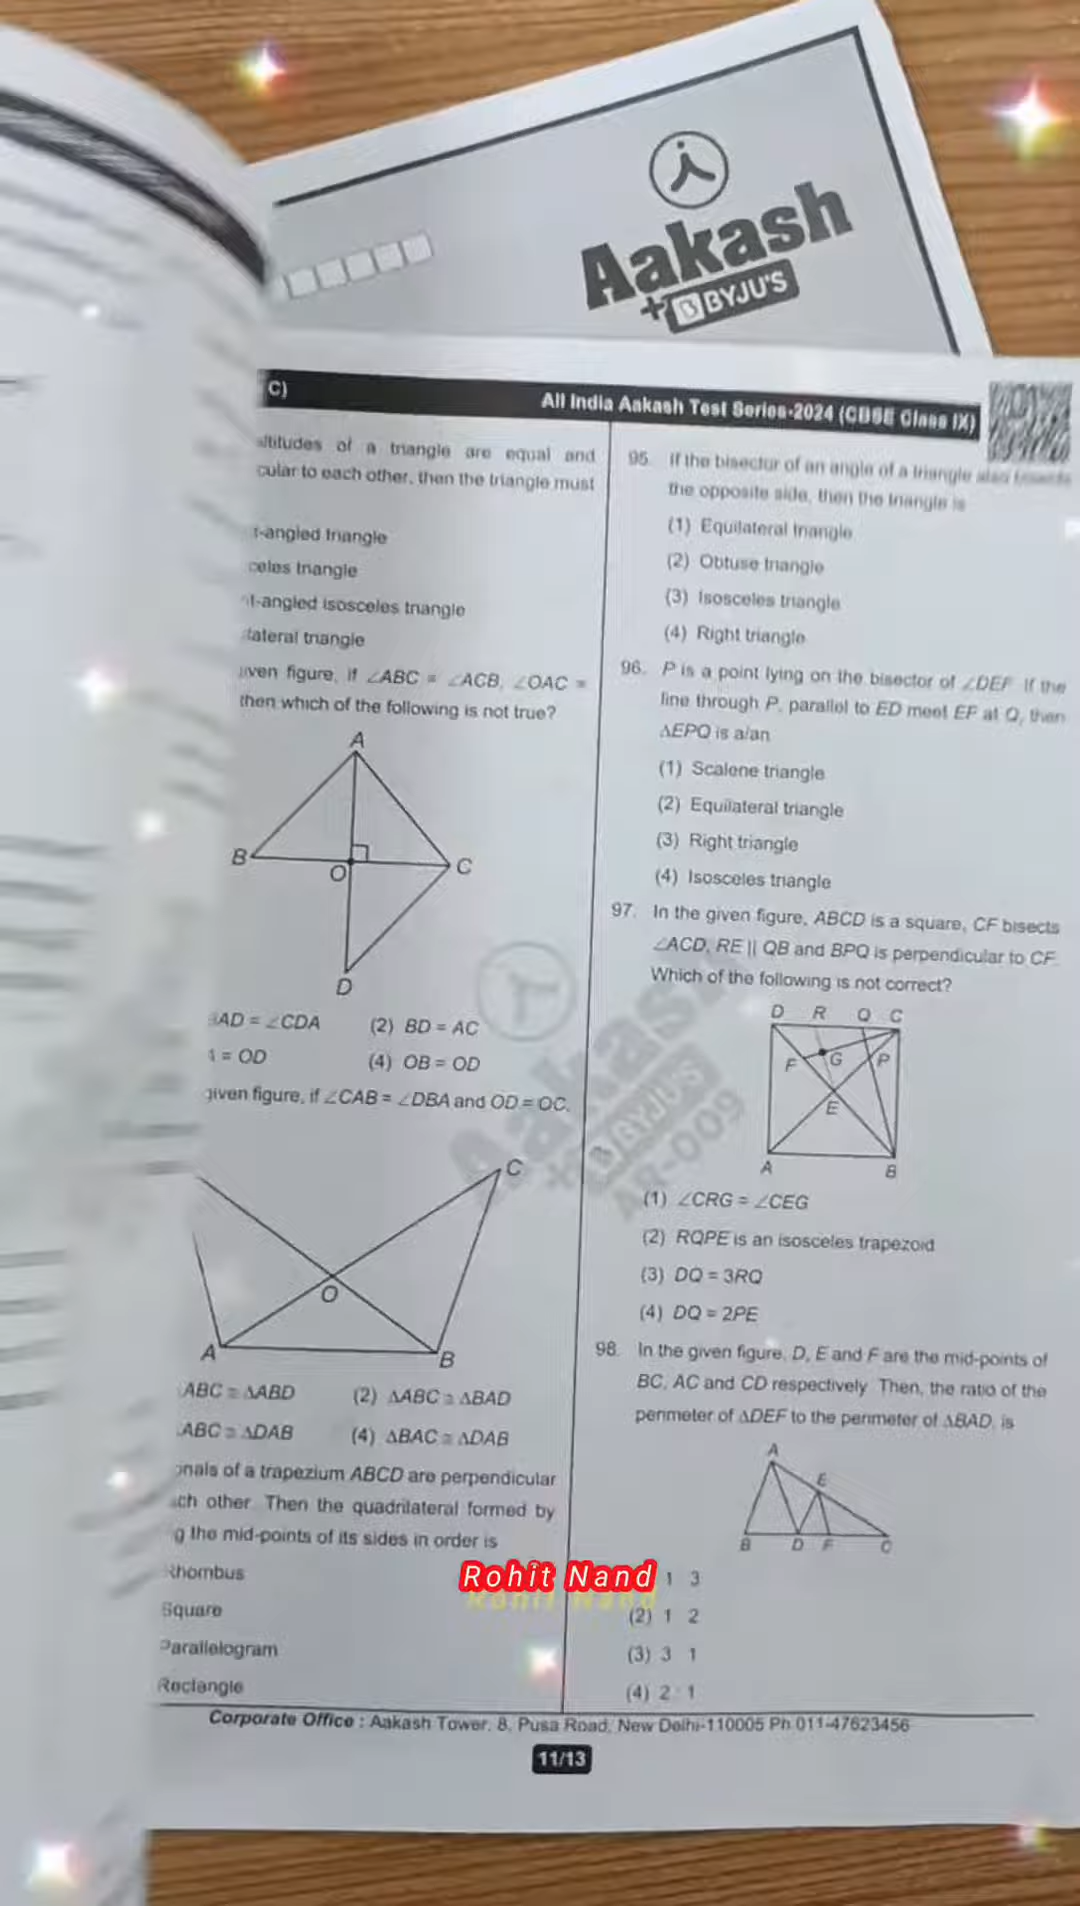 Aakash
+ BYJU'S
C)
All India Aakash Test Series-2024 (CBSE Class IX)
altitudes of a triangle are equal and
cular to each other, then the triangle must
t-angled triangle
celes triangle
t-angled isosceles triangle
lateral triangle
given figure, if ∠ABC = ∠ACB, ∠OAC =
then which of the following is not true?
A
B
O
C
D
BAD = ∠CDA (2) BD = AC
= OD (4) OB = OD
given figure, if ∠CAB = ∠DBA and OD = OC,
C
O
A
B
ABC ≅ ΔABD (2) ΔABC ≅ ΔBAD
ABC ≅ ΔDAB (4) ΔBAC ≅ ΔDAB
onals of a trapezium ABCD are perpendicular
ach other. Then the quadrilateral formed by
g the mid-points of its sides in order is
Rhombus
Square
Parallelogram
Rectangle
95. If the bisector of an angle of a triangle also bisects
the opposite side, then the triangle is
(1) Equilateral triangle
(2) Obtuse triangle
(3) Isosceles triangle
(4) Right triangle
96. P is a point lying on the bisector of ∠DEF. If the
line through P, parallel to ED meet EF at Q, then
ΔEPQ is a/an
(1) Scalene triangle
(2) Equilateral triangle
(3) Right triangle
(4) Isosceles triangle
97. In the given figure, ABCD is a square, CF bisects
∠ACD, RE || QB and BPQ is perpendicular to CF.
Which of the following is not correct?
D R Q C
F G P
E
A B
(1) ∠CRG = ∠CEG
(2) RQPE is an isosceles trapezoid
(3) DQ = 3RQ
(4) DQ = 2PE
98. In the given figure, D, E and F are the mid-points of
BC, AC and CD respectively. Then, the ratio of the
perimeter of ΔDEF to the perimeter of ΔBAD, is
A
E
B D F C
Rohit Nand
Rohit Nand
1 3
(2) 1 2
(3) 3 1
(4) 2 : 1
Aakash
+ BYJU'S
AR-009
Corporate Office : Aakash Tower, 8, Pusa Road, New Delhi-110005 Ph.011-47623456
11/13